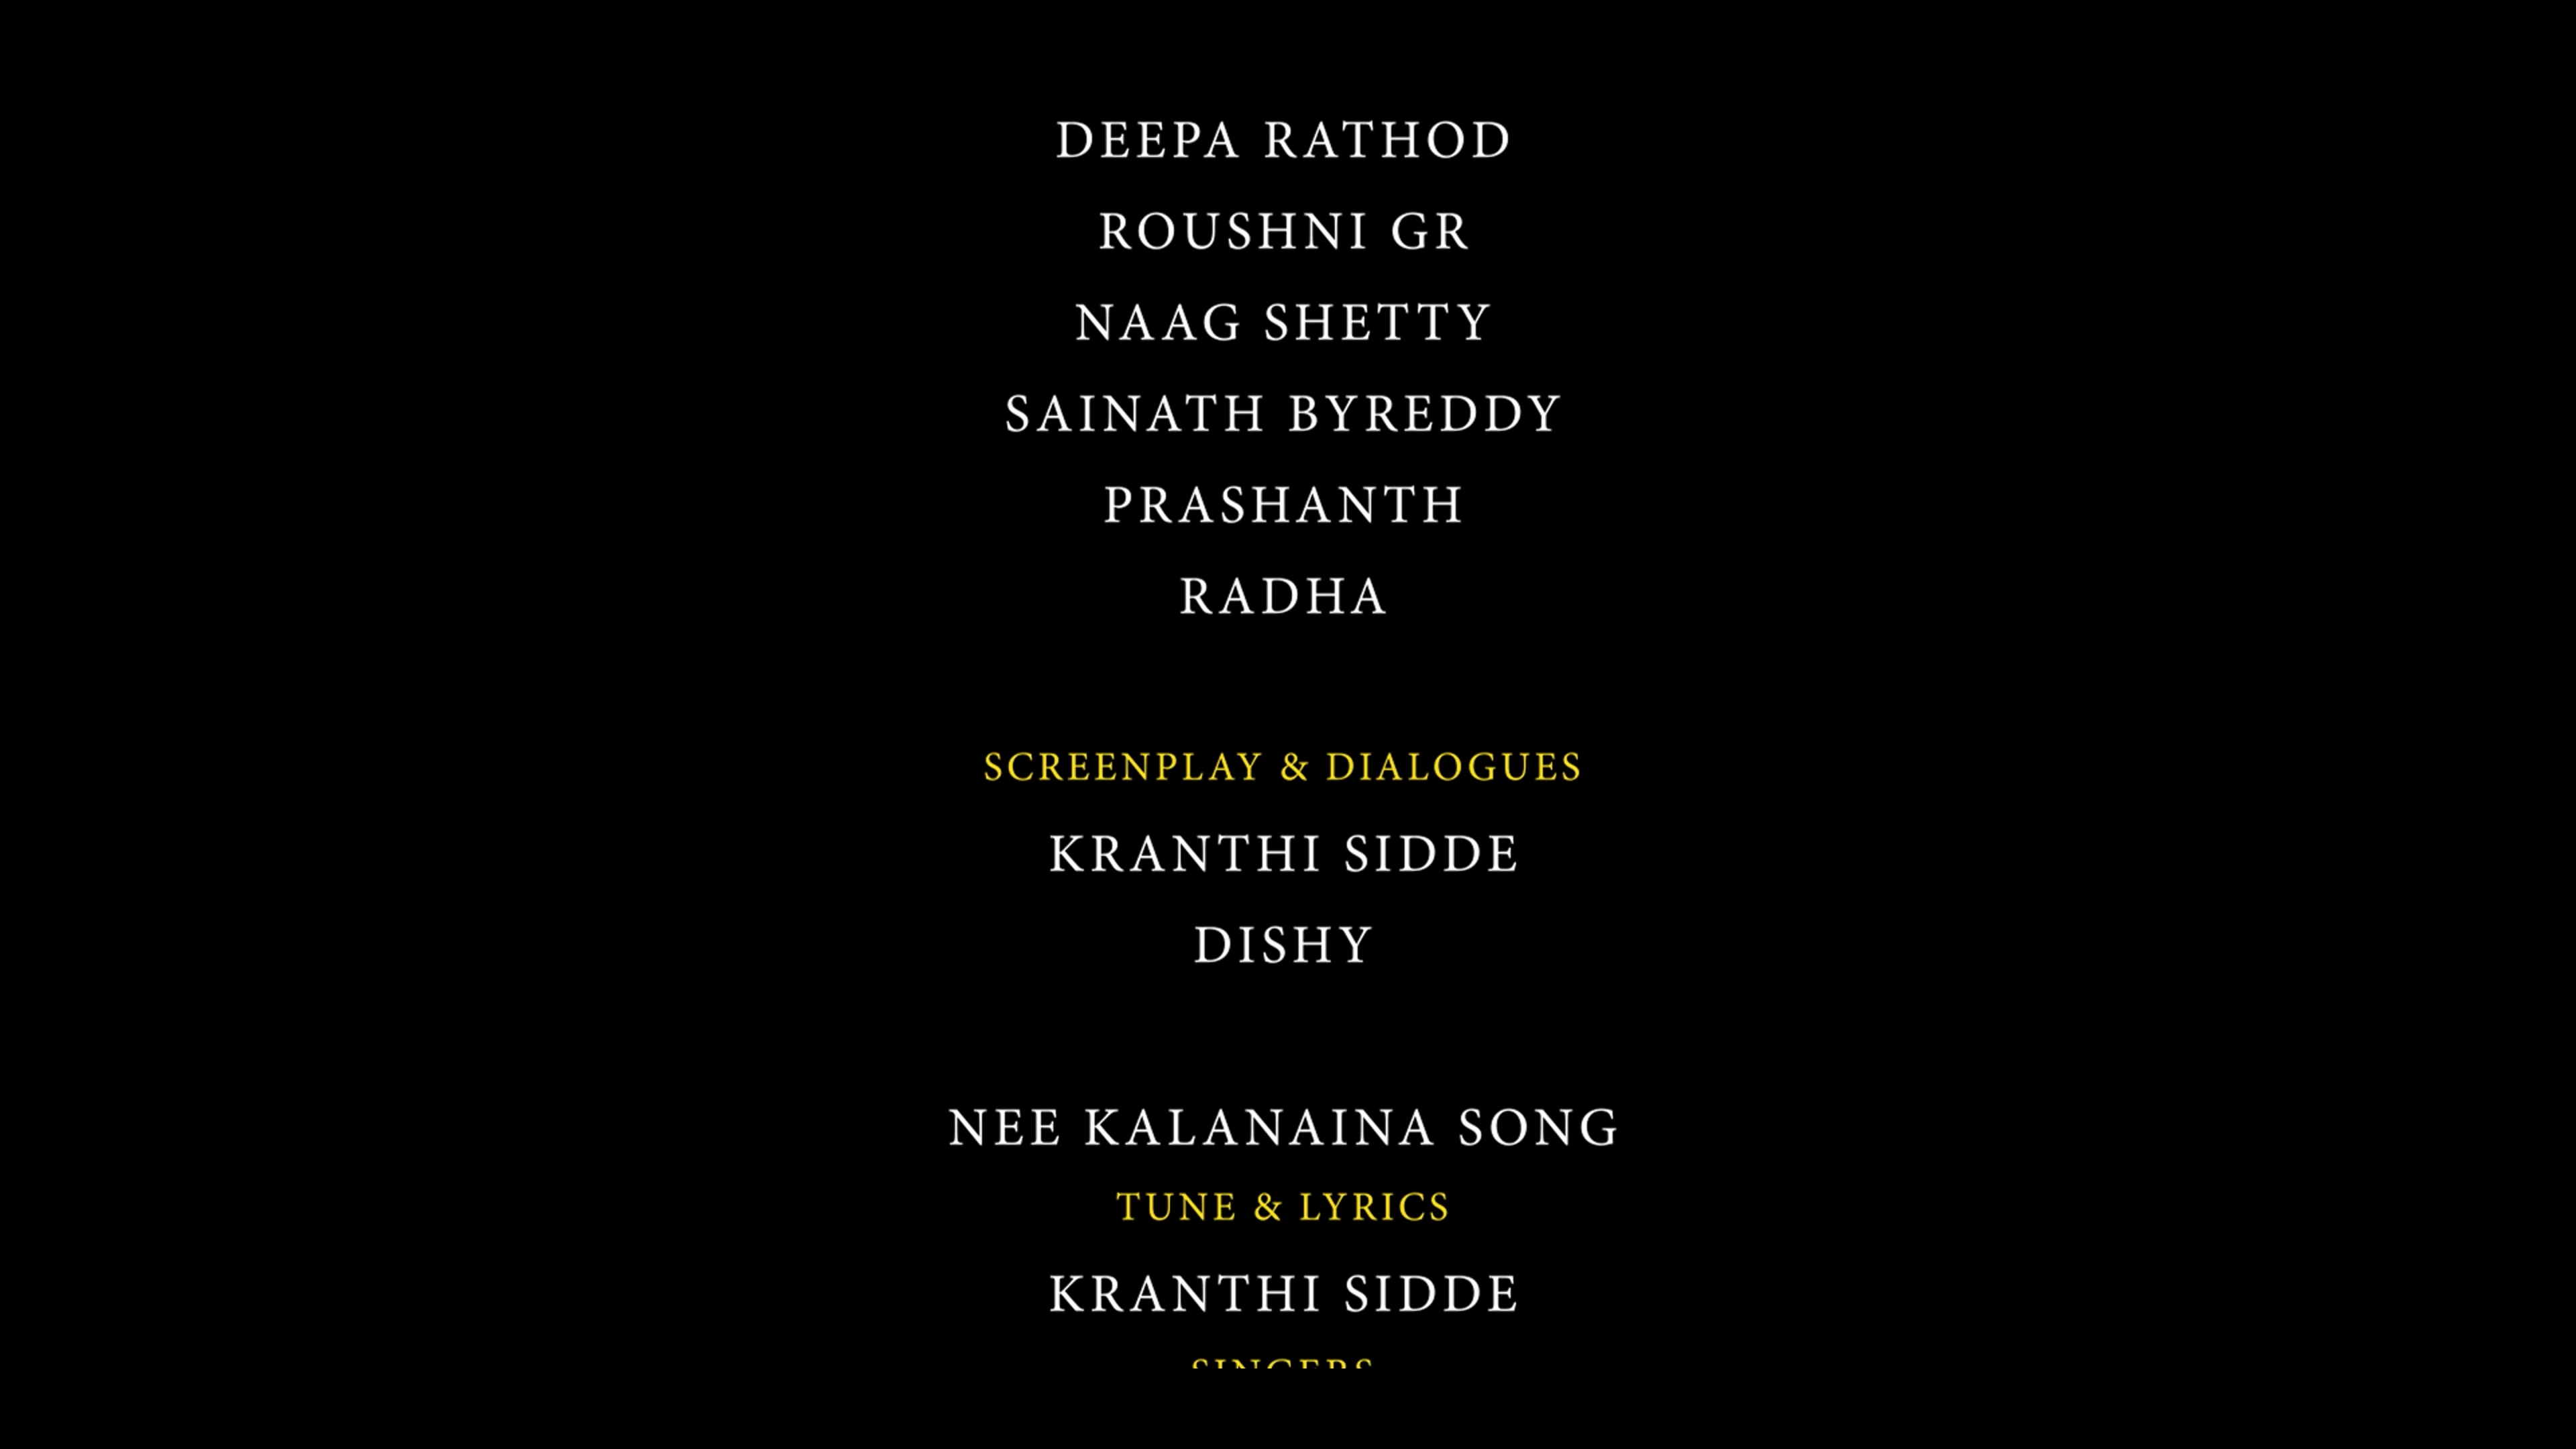 DEEPA RATHOD
ROUSHNI GR
NAAG SHETTY
SAINATH BYREDDY
PRASHANTH
RADHA
SCREENPLAY & DIALOGUES
KRANTHI SIDDE
DISHY
NEE KALANAINA SONG
TUNE & LYRICS
KRANTHI SIDDE
SINGERS